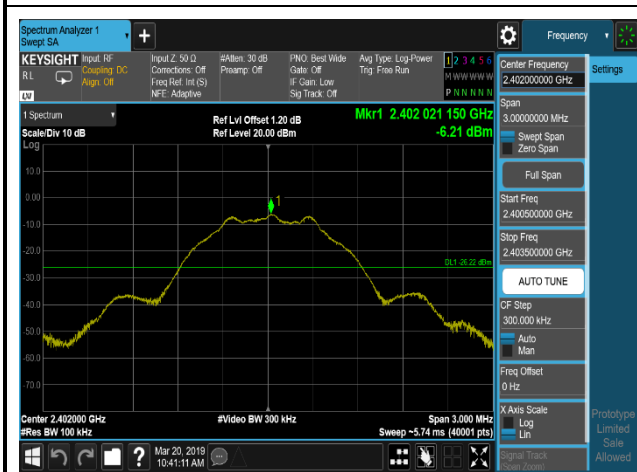 Spectrum Analyzer 1
Swept SA
Frequency
KEYSIGHT
RL
Input: RF
Coupling: DC
Align: Off
Input Z: 50 Ω
Corrections: Off
Freq Ref: Int (S)
NFE: Adaptive
#Atten: 30 dB
Preamp: Off
PNO: Best Wide
Gate: Off
IF Gain: Low
Sig Track: Off
Avg Type: Log-Power
Trig: Free Run
1 2 3 4 5 6
M W W W W W
P N N N N N
1 Spectrum
Scale/Div 10 dB
Log
Ref Lvl Offset 1.20 dB
Ref Level 20.00 dBm
Mkr1 2.402 021 150 GHz
-6.21 dBm
10.0
0.00
-10.0
-20.0
-30.0
-40.0
-50.0
-60.0
-70.0
1
DL1 -26.22 dBm
Center 2.402000 GHz
#Res BW 100 kHz
#Video BW 300 kHz
Span 3.000 MHz
Sweep ~5.74 ms (40001 pts)
Mar 20, 2019
10:41:11 AM
Center Frequency
2.402000000 GHz
Settings
Span
3.00000000 MHz
Swept Span
Zero Span
Full Span
Start Freq
2.400500000 GHz
Stop Freq
2.403500000 GHz
AUTO TUNE
CF Step
300.000 kHz
Auto
Man
Freq Offset
0 Hz
X Axis Scale
Log
Lin
Signal Track
(Span Zoom)
Prototype
Limited
Sale
Allowed